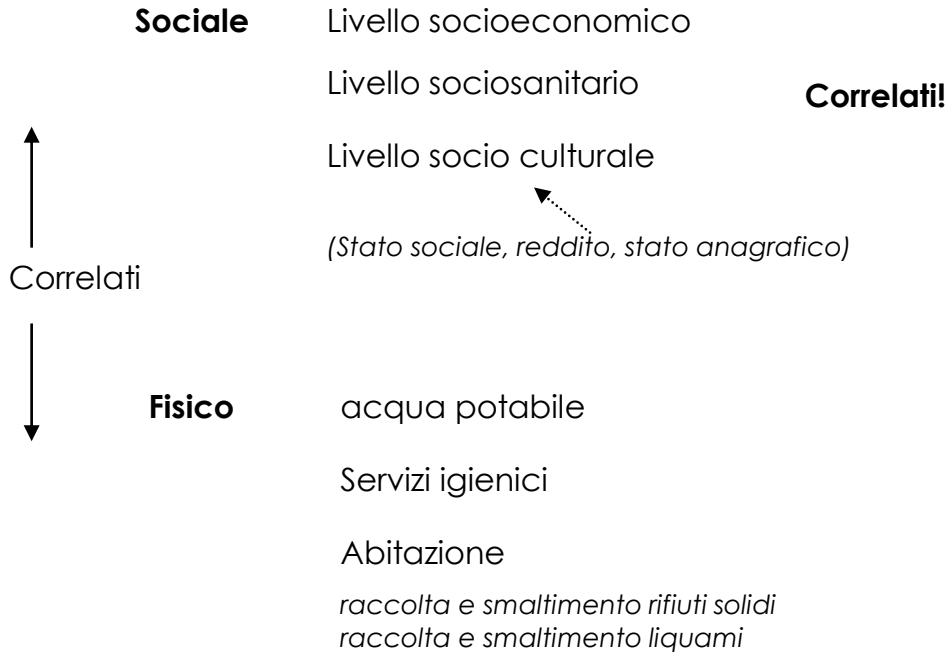 Sociale Livello socioeconomico
Livello sociosanitario
Correlati!
Livello socio culturale
(Stato sociale, reddito, stato anagrafico)
Correlati
Fisico acqua potabile
Servizi igienici
Abitazione
raccolta e smaltimento rifiuti solidi
raccolta e smaltimento liquami